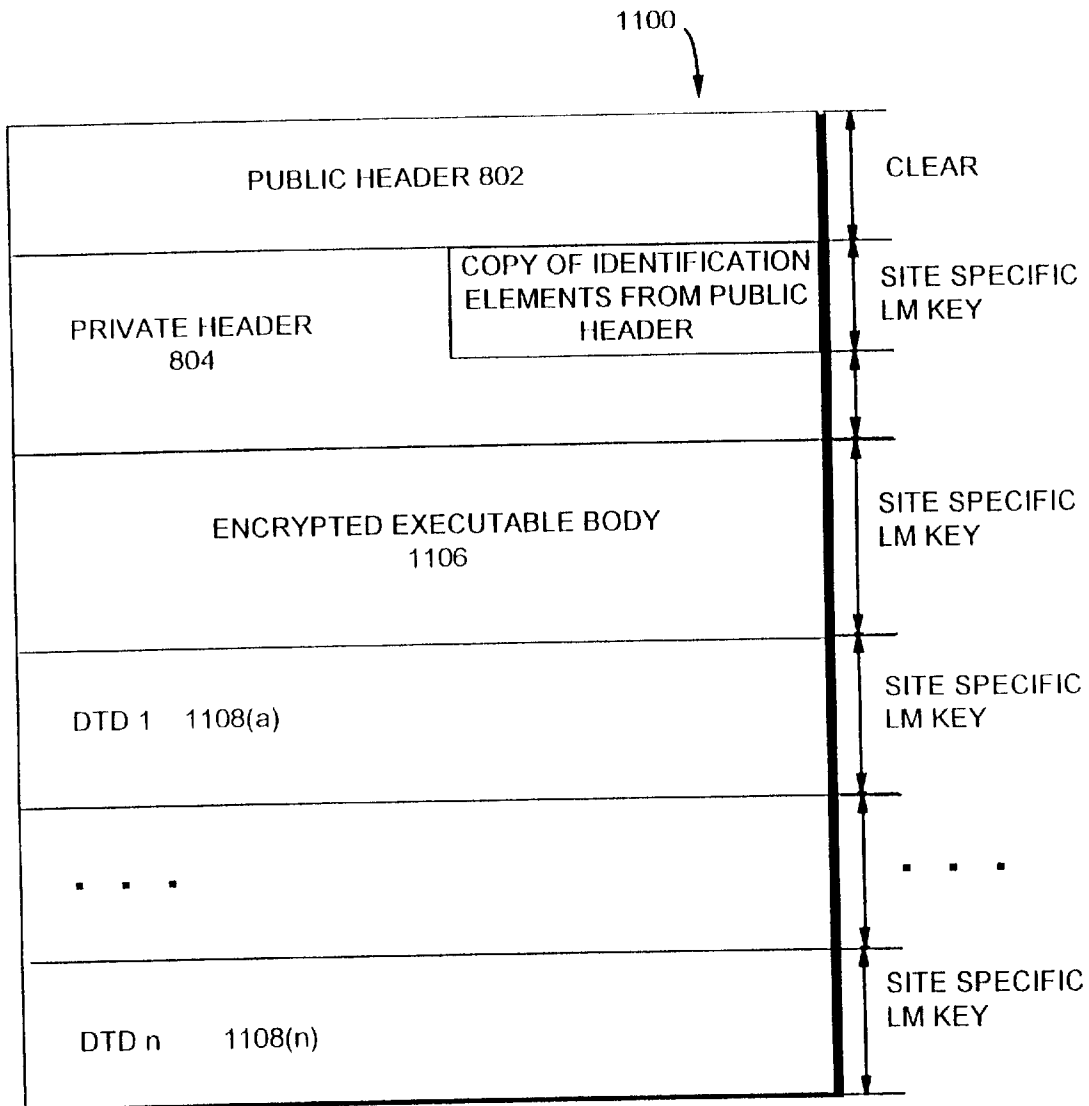 1100
PUBLIC HEADER 802
CLEAR
COPY OF IDENTIFICATION
ELEMENTS FROM PUBLIC
HEADER
SITE SPECIFIC
LM KEY
PRIVATE HEADER
804
ENCRYPTED EXECUTABLE BODY
1106
SITE SPECIFIC
LM KEY
DTD 1 1108(a)
SITE SPECIFIC
LM KEY
. . .
. . .
DTD n 1108(n)
SITE SPECIFIC
LM KEY